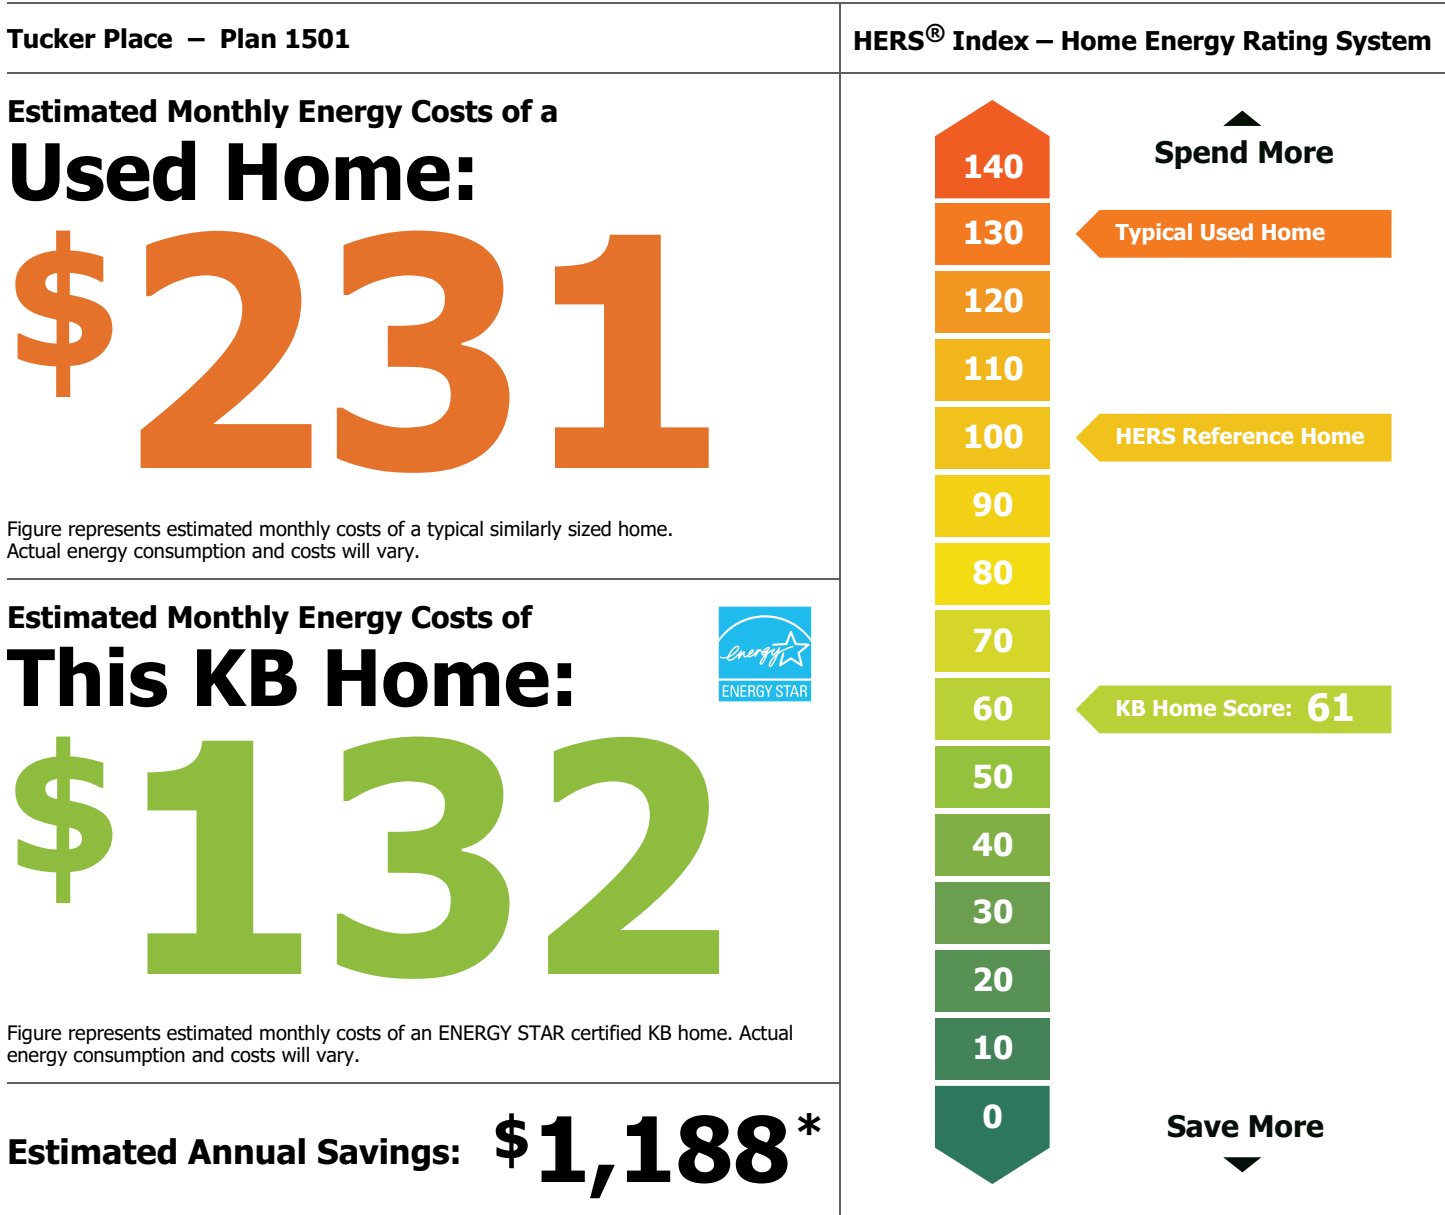 Tucker Place – Plan 1501
Estimated Monthly Energy Costs of a
Used Home:
$231
Figure represents estimated monthly costs of a typical similarly sized home.
Actual energy consumption and costs will vary.
Estimated Monthly Energy Costs of
This KB Home:
energy
ENERGY STAR
$132
Figure represents estimated monthly costs of an ENERGY STAR certified KB home. Actual
energy consumption and costs will vary.
Estimated Annual Savings: $1,188*
HERS® Index – Home Energy Rating System
Spend More
140
130
Typical Used Home
120
110
100
HERS Reference Home
90
80
70
60
KB Home Score: 61
50
40
30
20
10
0
Save More